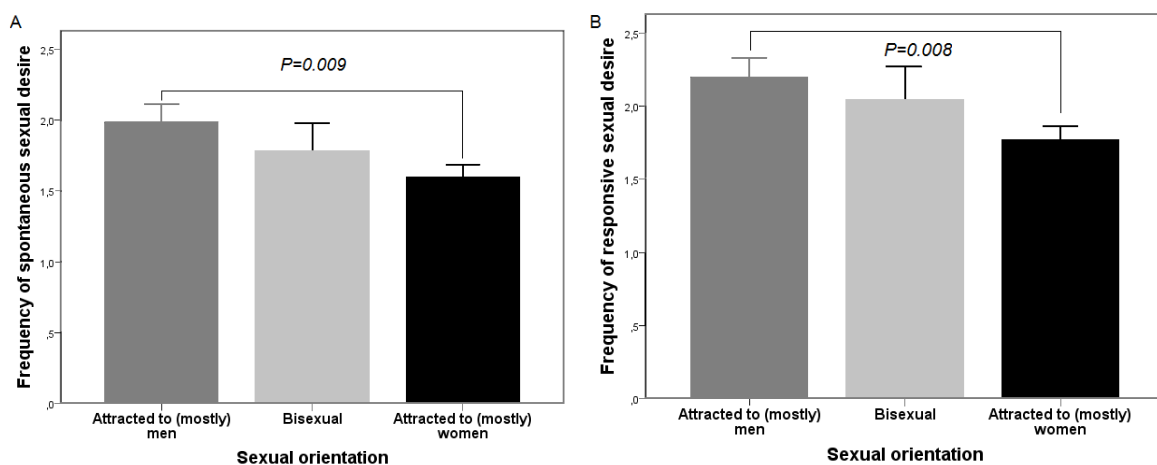 A
Frequency of spontaneous sexual desire
2,5
2,0
1,5
1,0
,5
,0
P=0.009
Attracted to (mostly) men
Bisexual
Attracted to (mostly) women
Sexual orientation
B
Frequency of responsive sexual desire
2,5
2,0
1,5
1,0
,5
,0
P=0.008
Attracted to (mostly) men
Bisexual
Attracted to (mostly) women
Sexual orientation